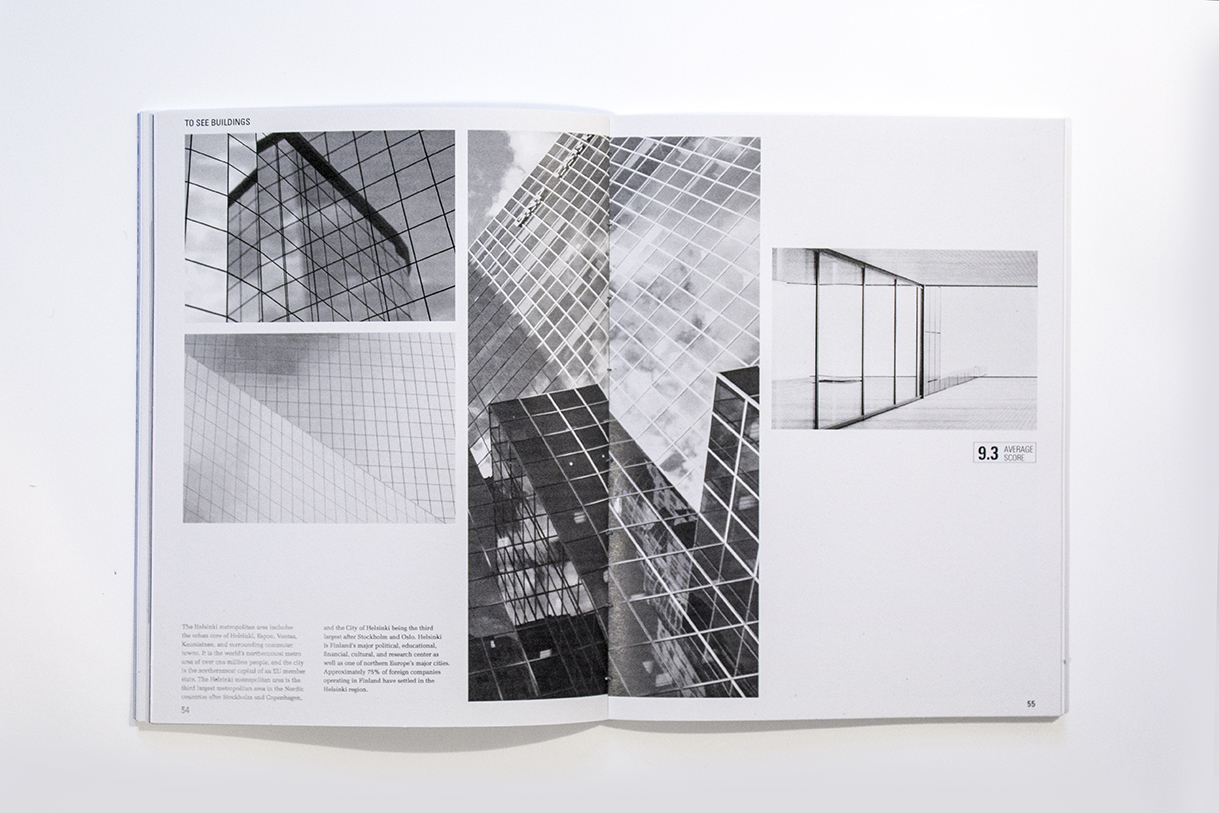 TO SEE BUILDINGS
9.3 AVERAGE
SCORE
The Helsinki metropolitan area includes
the urban core of Helsinki, Espoo, Vantaa,
Kauniainen, and surrounding commuter
towns. It is the world's northernmost metro
area of over one million people, and the city
is the northernmost capital of an EU member
state. The Helsinki metropolitan area is the
third largest metropolitan area in the Nordic
countries after Stockholm and Copenhagen,
and the City of Helsinki being the third
largest after Stockholm and Oslo. Helsinki
is Finland's major political, educational,
financial, cultural, and research center as
well as one of northern Europe's major cities.
Approximately 75% of foreign companies
operating in Finland have settled in the
Helsinki region.
54
55